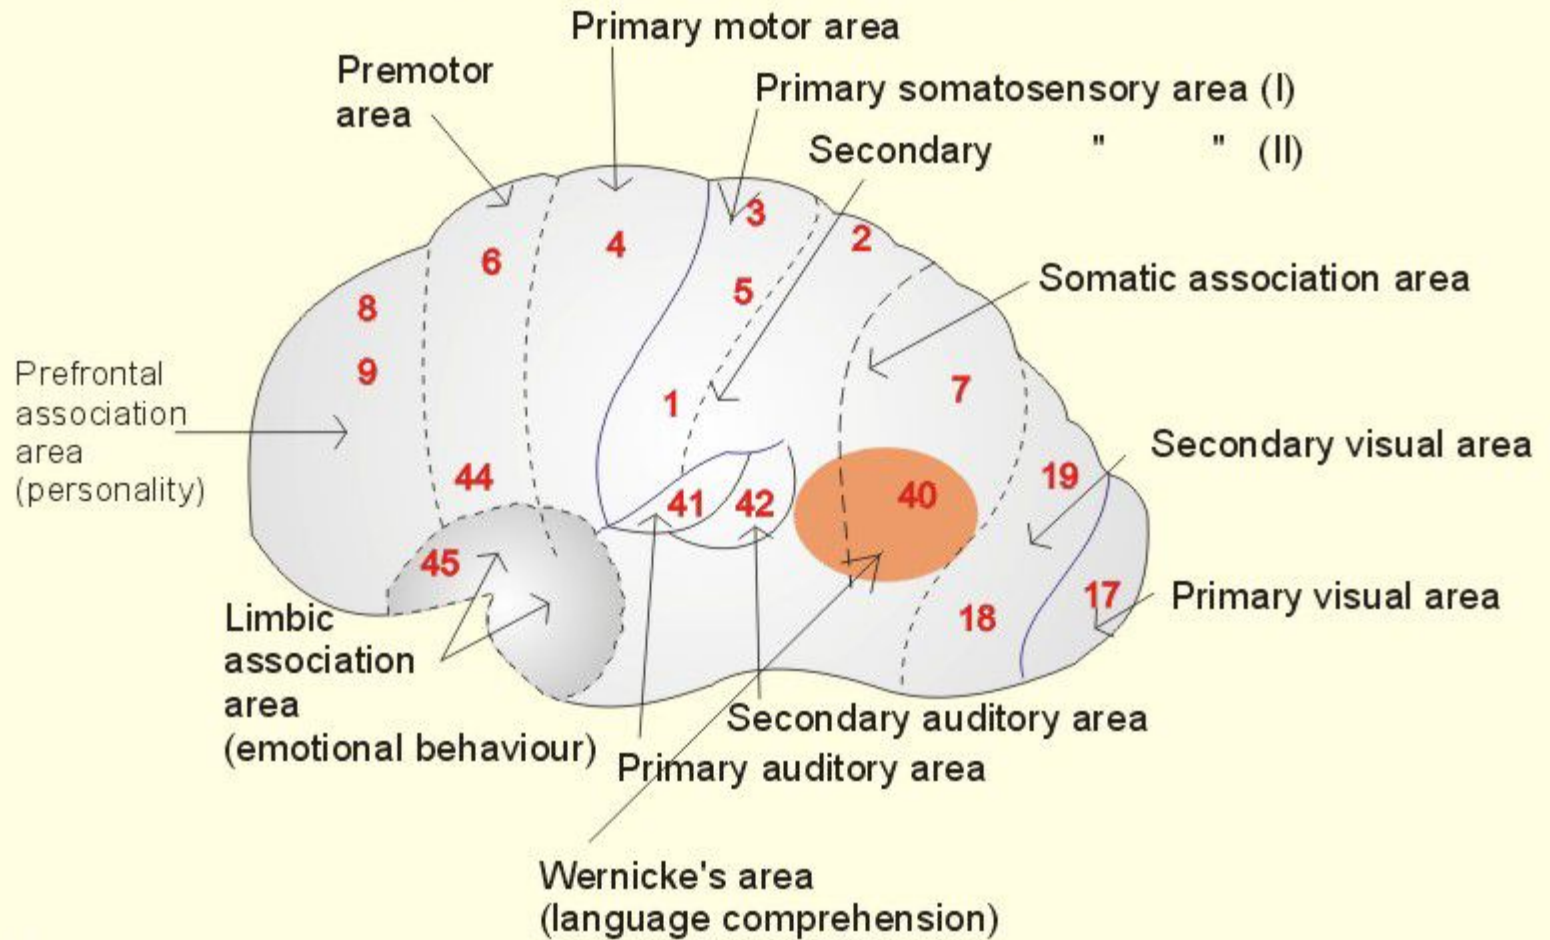 Primary motor area
Premotor
area
Primary somatosensory area (I)
Secondary " " (II)
3
2
4
6
Somatic association area
5
8
9
Prefrontal
association
area
(personality)
7
1
Secondary visual area
44
19
41
42
40
45
17
Primary visual area
18
Limbic
association
area
(emotional behaviour)
Secondary auditory area
Primary auditory area
Wernicke's area
(language comprehension)